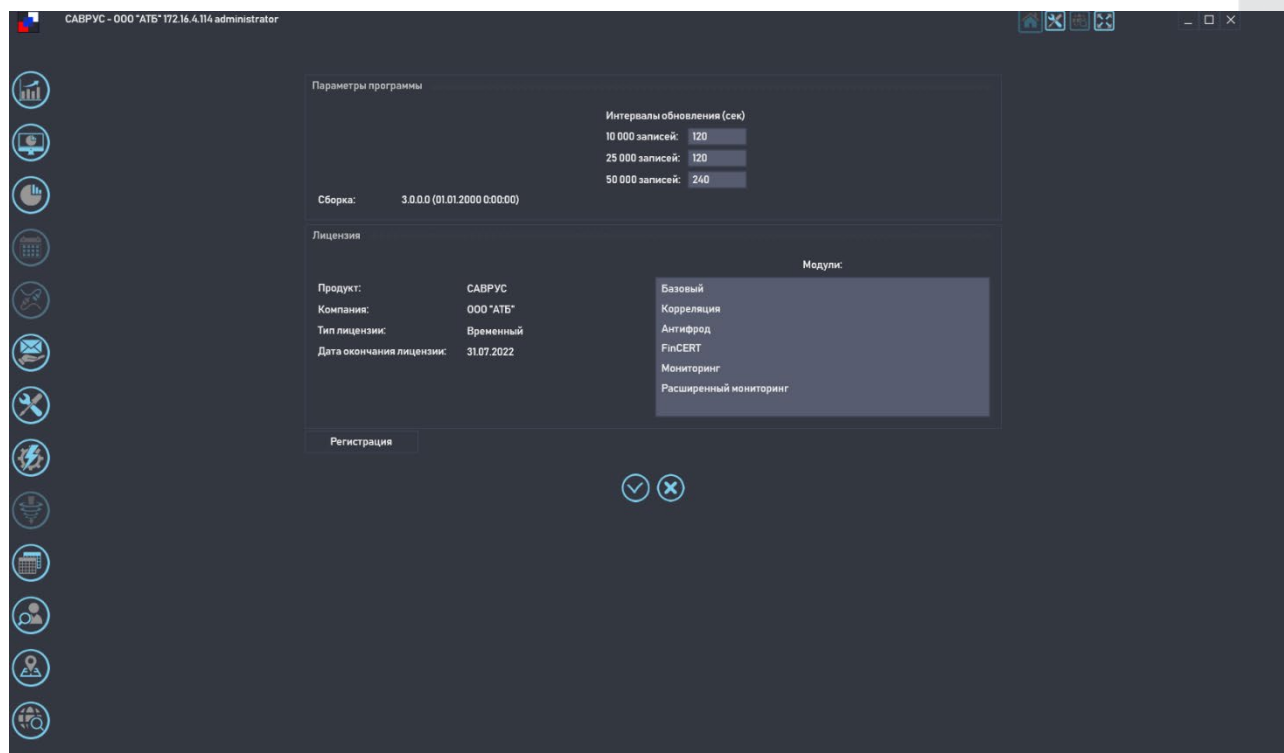 САВРУС - ООО "АТБ" 172.16.4.114 administrator
Параметры программы
Интервалы обновления (сек)
10 000 записей: 120
25 000 записей: 120
50 000 записей: 240
Сборка: 3.0.0.0 (01.01.2000 0:00:00)
Лицензия
Модули:
Продукт: САВРУС
Компания: ООО "АТБ"
Тип лицензии: Временный
Дата окончания лицензии: 31.07.2022
Базовый
Корреляция
Антифрод
FinCERT
Мониторинг
Расширенный мониторинг
Регистрация